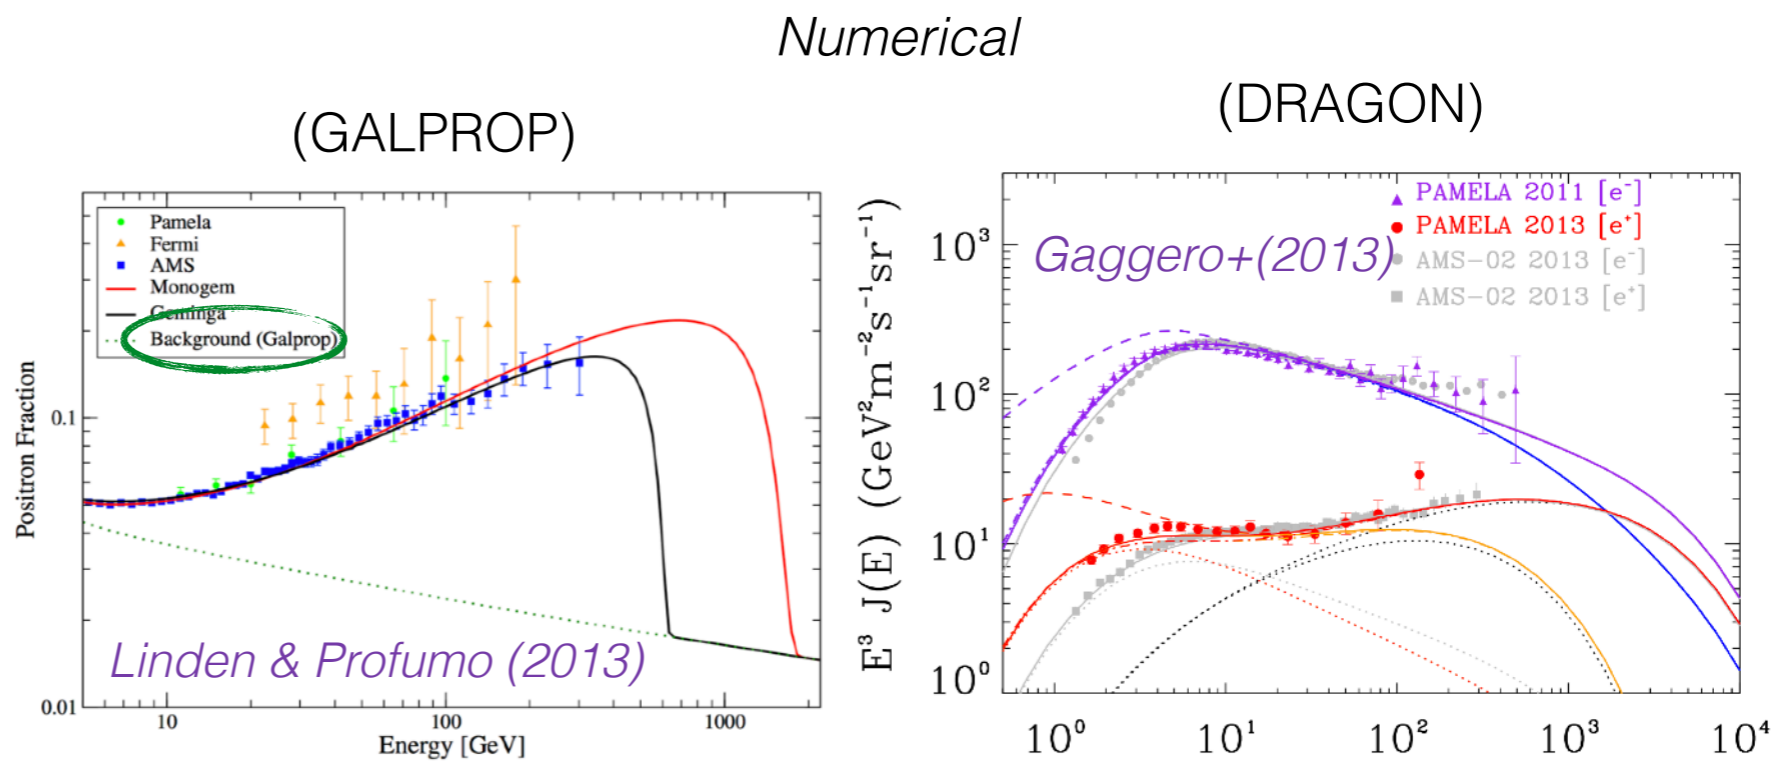 Numerical
(GALPROP)
(DRAGON)
Pamela
Fermi
AMS
Monogem
Geminga
Background (Galprop)
Positron Fraction
0.1
0.01
10
100
1000
Energy [GeV]
Linden & Profumo (2013)
E³ J(E) (GeV²m⁻²s⁻¹sr⁻¹)
PAMELA 2011 [e⁻]
PAMELA 2013 [e⁺]
AMS-02 2013 [e⁻]
AMS-02 2013 [e⁺]
Gaggero+(2013)
10³
10²
10¹
10⁰
10⁰
10¹
10²
10³
10⁴